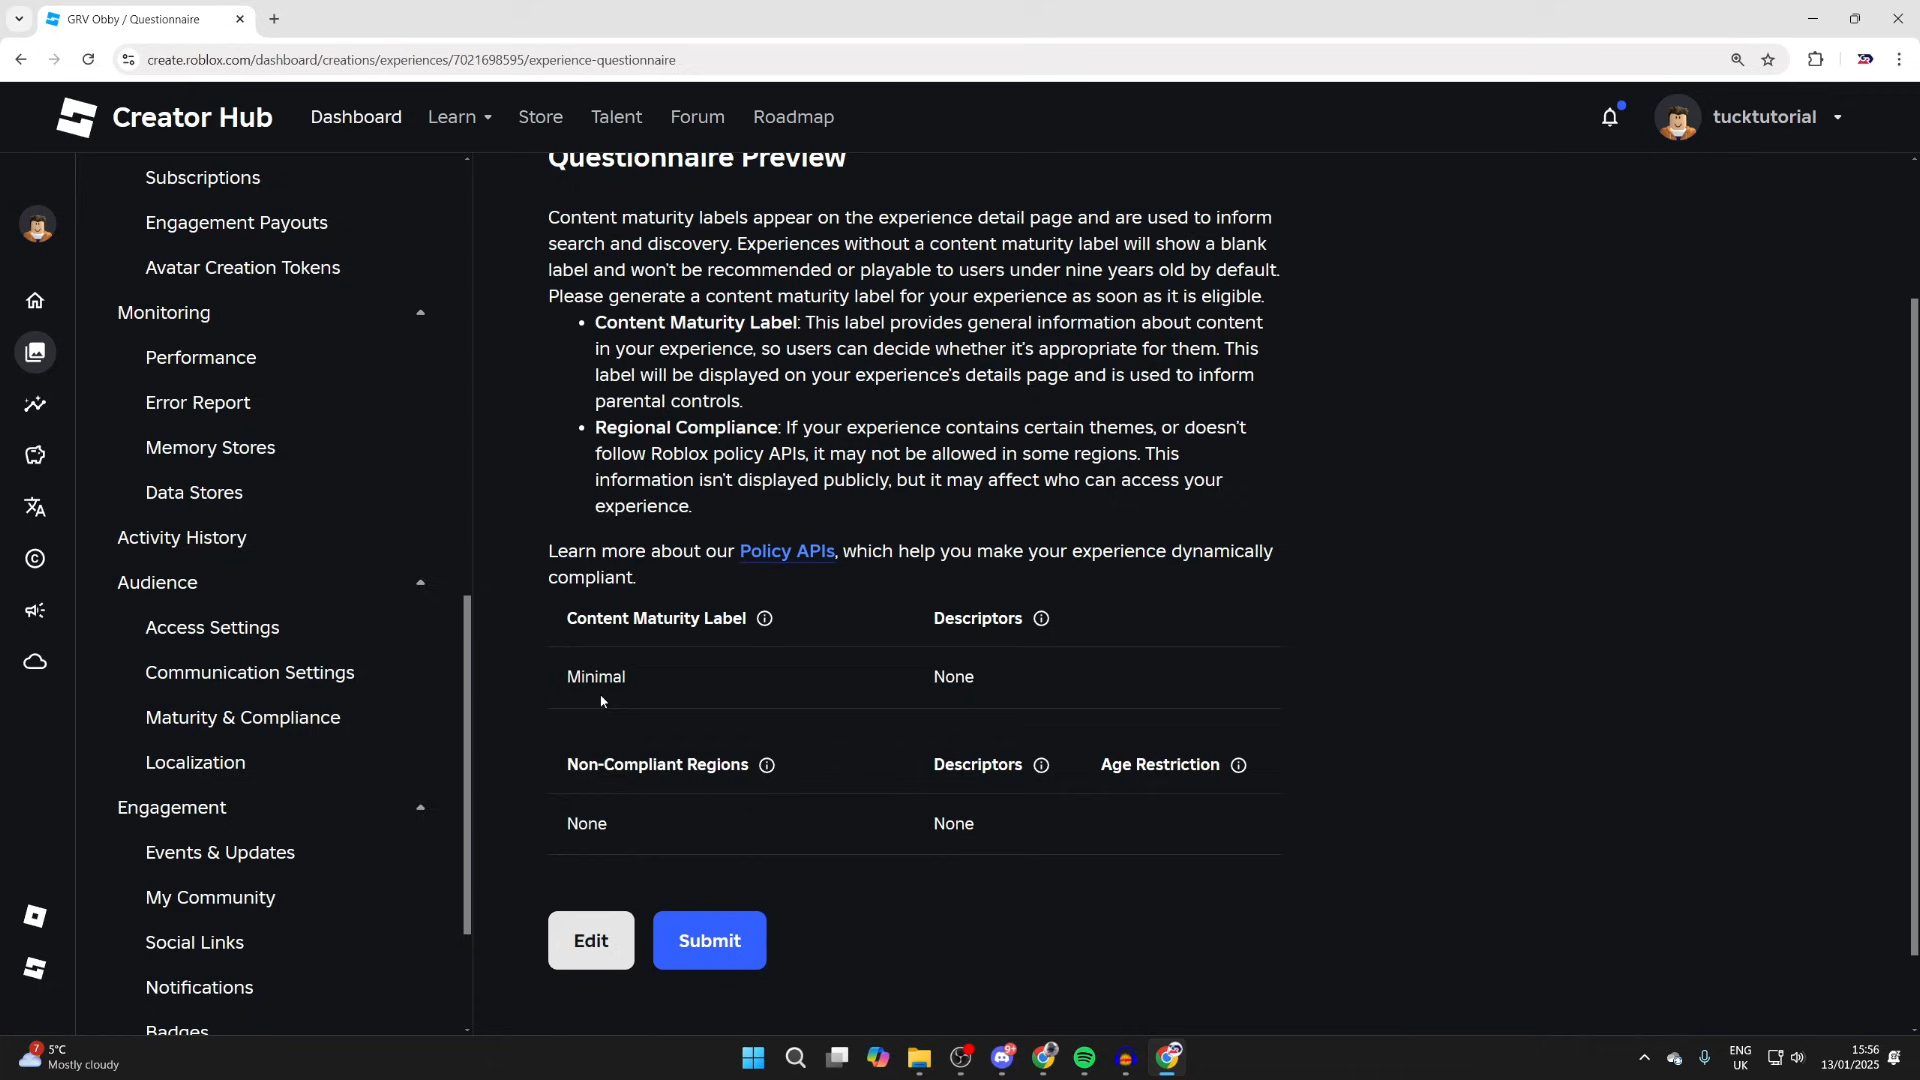 GRV Obby / Questionnaire
create.roblox.com/dashboard/creations/experiences/7021698595/experience-questionnaire
Creator Hub
Dashboard
Learn
Store
Talent
Forum
Roadmap
tucktutorial
Subscriptions
Engagement Payouts
Avatar Creation Tokens
Monitoring
Performance
Error Report
Memory Stores
Data Stores
Activity History
Audience
Access Settings
Communication Settings
Maturity & Compliance
Localization
Engagement
Events & Updates
My Community
Social Links
Notifications
Badges
Questionnaire Preview
Content maturity labels appear on the experience detail page and are used to inform
search and discovery. Experiences without a content maturity label will show a blank
label and won't be recommended or playable to users under nine years old by default.
Please generate a content maturity label for your experience as soon as it is eligible.
• Content Maturity Label: This label provides general information about content
in your experience, so users can decide whether it's appropriate for them. This
label will be displayed on your experience's details page and is used to inform
parental controls.
• Regional Compliance: If your experience contains certain themes, or doesn't
follow Roblox policy APIs, it may not be allowed in some regions. This
information isn't displayed publicly, but it may affect who can access your
experience.
Learn more about our Policy APIs, which help you make your experience dynamically
compliant.
Content Maturity Label
Descriptors
Minimal
None
Non-Compliant Regions
Descriptors
Age Restriction
None
None
Edit
Submit
7
5°C
Mostly cloudy
9+
ENG
UK
15:56
13/01/2025